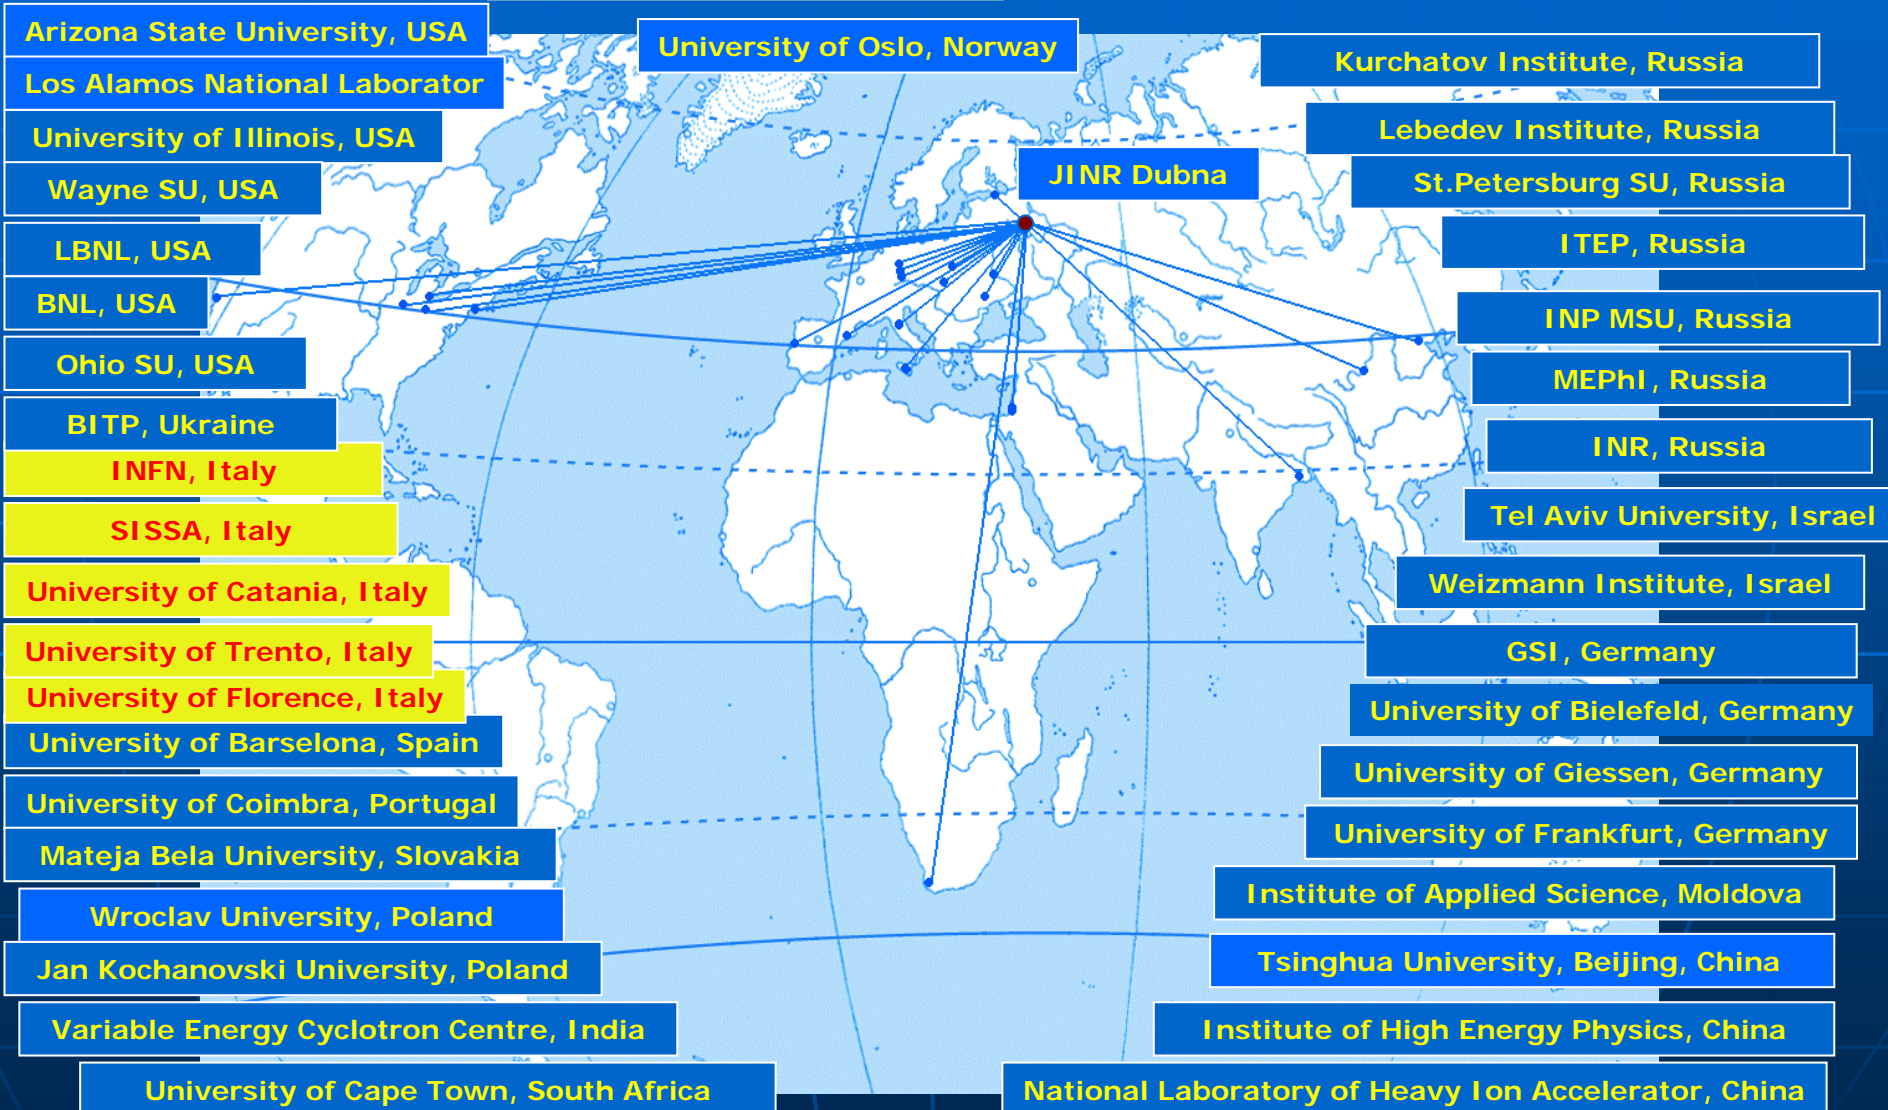 Arizona State University, USA
Los Alamos National Laborator
University of Illinois, USA
Wayne SU, USA
LBNL, USA
BNL, USA
Ohio SU, USA
BITP, Ukraine
INFN, Italy
SISSA, Italy
University of Catania, Italy
University of Trento, Italy
University of Florence, Italy
University of Barselona, Spain
University of Coimbra, Portugal
Mateja Bela University, Slovakia
Wroclav University, Poland
Jan Kochanovski University, Poland
Variable Energy Cyclotron Centre, India
University of Cape Town, South Africa
University of Oslo, Norway
JINR Dubna
Kurchatov Institute, Russia
Lebedev Institute, Russia
St.Petersburg SU, Russia
ITEP, Russia
INP MSU, Russia
MEPhI, Russia
INR, Russia
Tel Aviv University, Israel
Weizmann Institute, Israel
GSI, Germany
University of Bielefeld, Germany
University of Giessen, Germany
University of Frankfurt, Germany
Institute of Applied Science, Moldova
Tsinghua University, Beijing, China
Institute of High Energy Physics, China
National Laboratory of Heavy Ion Accelerator, China